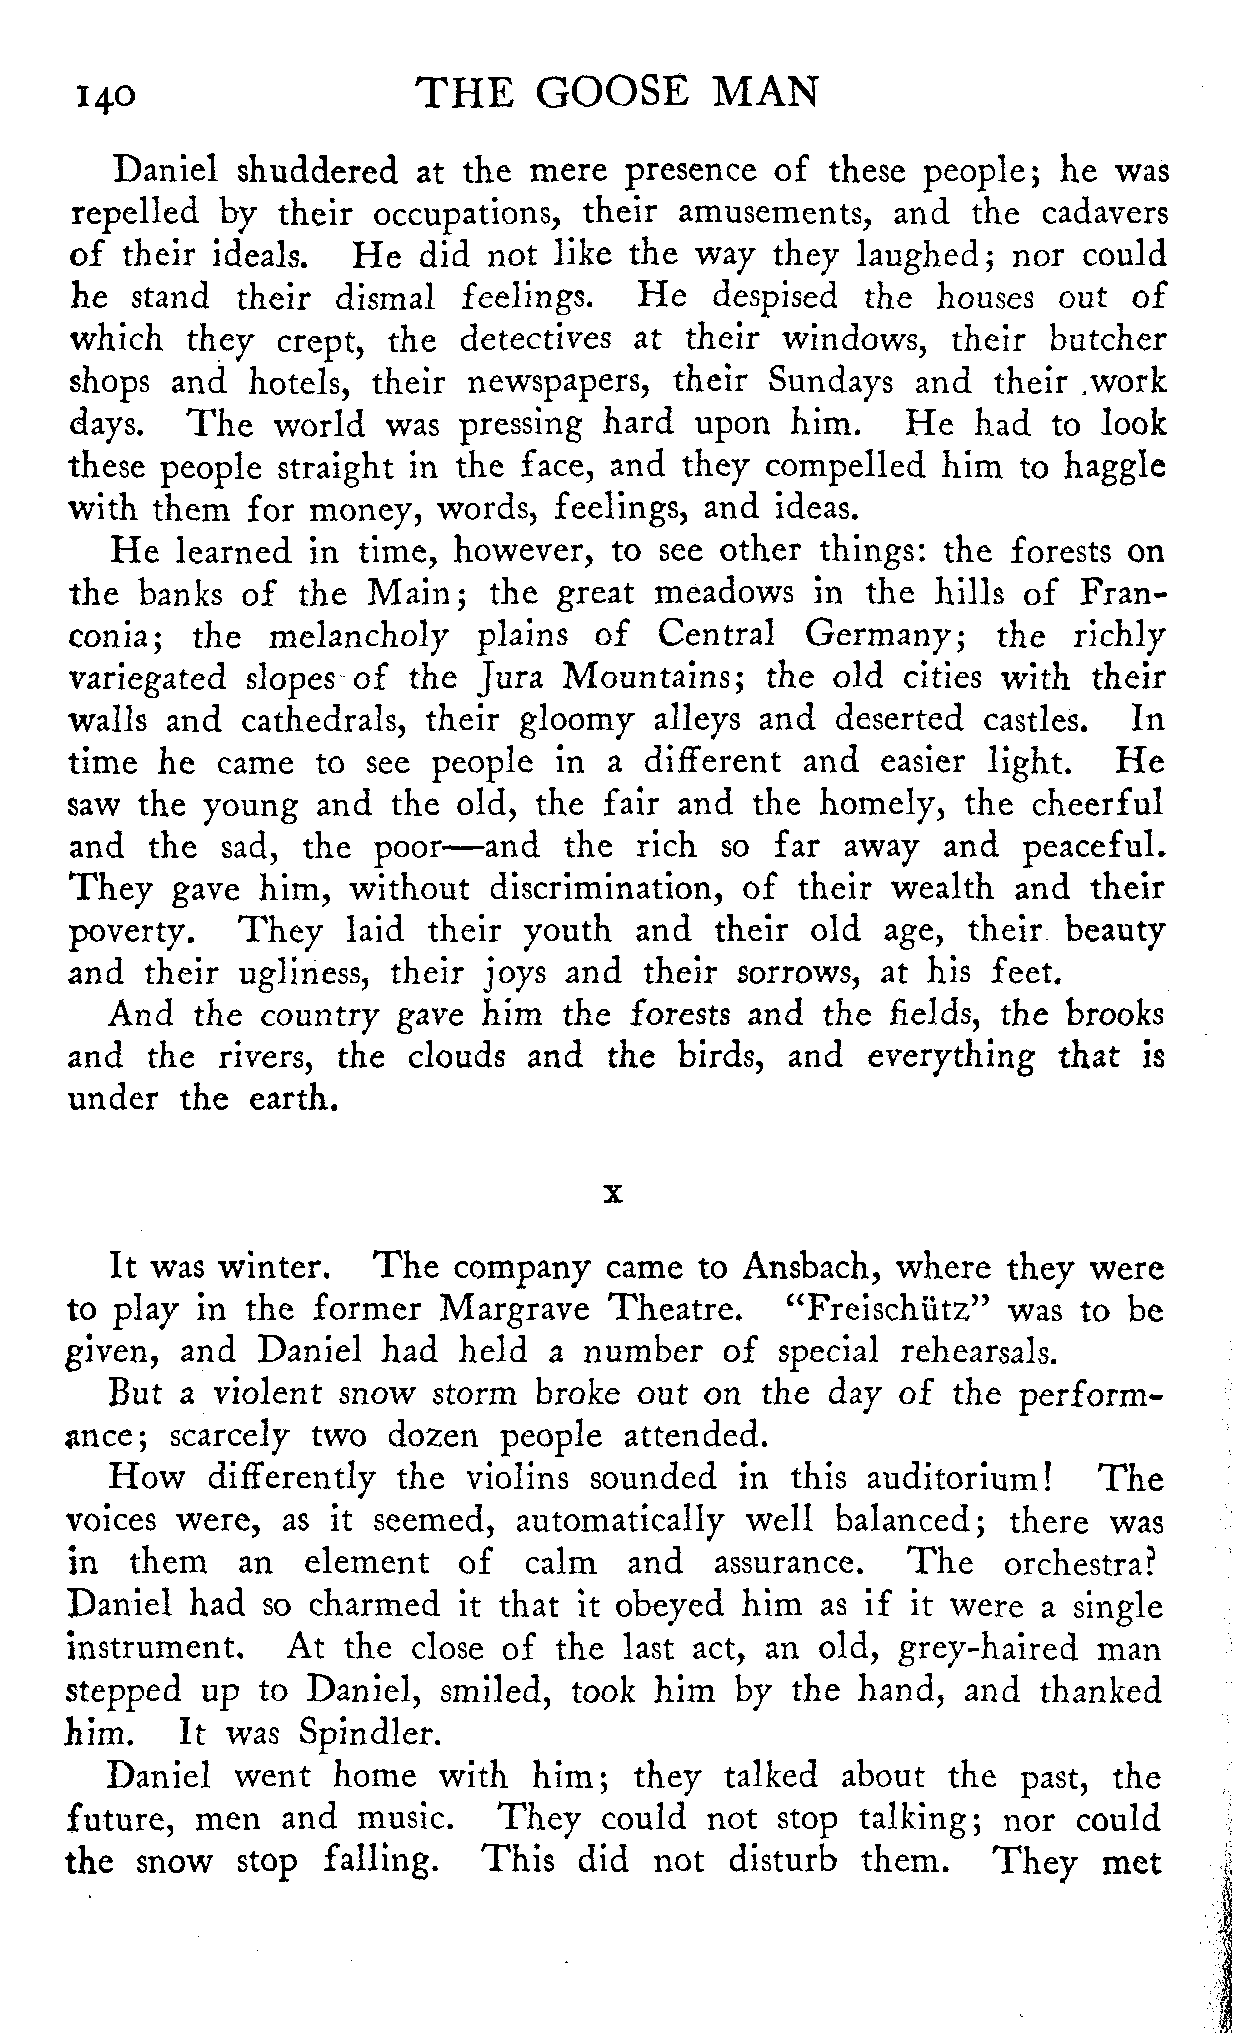 140 THE GOOSE MAN
Daniel shuddered at the mere presence of these people; he was
repelled by their occupations, their amusements, and the cadavers
of their ideals. He did not like the way they laughed; nor could
he stand their dismal feelings. He despised the houses out of
which they crept, the detectives at their windows, their butcher
shops and hotels, their newspapers, their Sundays and their work
days. The world was pressing hard upon him. He had to look
these people straight in the face, and they compelled him to haggle
with them for money, words, feelings, and ideas.
He learned in time, however, to see other things: the forests on
the banks of the Main; the great meadows in the hills of Fran-
conia; the melancholy plains of Central Germany; the richly
variegated slopes of the Jura Mountains; the old cities with their
walls and cathedrals, their gloomy alleys and deserted castles. In
time he came to see people in a different and easier light. He
saw the young and the old, the fair and the homely, the cheerful
and the sad, the poor—and the rich so far away and peaceful.
They gave him, without discrimination, of their wealth and their
poverty. They laid their youth and their old age, their beauty
and their ugliness, their joys and their sorrows, at his feet.
And the country gave him the forests and the fields, the brooks
and the rivers, the clouds and the birds, and everything that is
under the earth.
x
It was winter. The company came to Ansbach, where they were
to play in the former Margrave Theatre. “Freischütz” was to be
given, and Daniel had held a number of special rehearsals.
But a violent snow storm broke out on the day of the perform-
ance; scarcely two dozen people attended.
How differently the violins sounded in this auditorium! The
voices were, as it seemed, automatically well balanced; there was
in them an element of calm and assurance. The orchestra?
Daniel had so charmed it that it obeyed him as if it were a single
instrument. At the close of the last act, an old, grey-haired man
stepped up to Daniel, smiled, took him by the hand, and thanked
him. It was Spindler.
Daniel went home with him; they talked about the past, the
future, men and music. They could not stop talking; nor could
the snow stop falling. This did not disturb them. They met